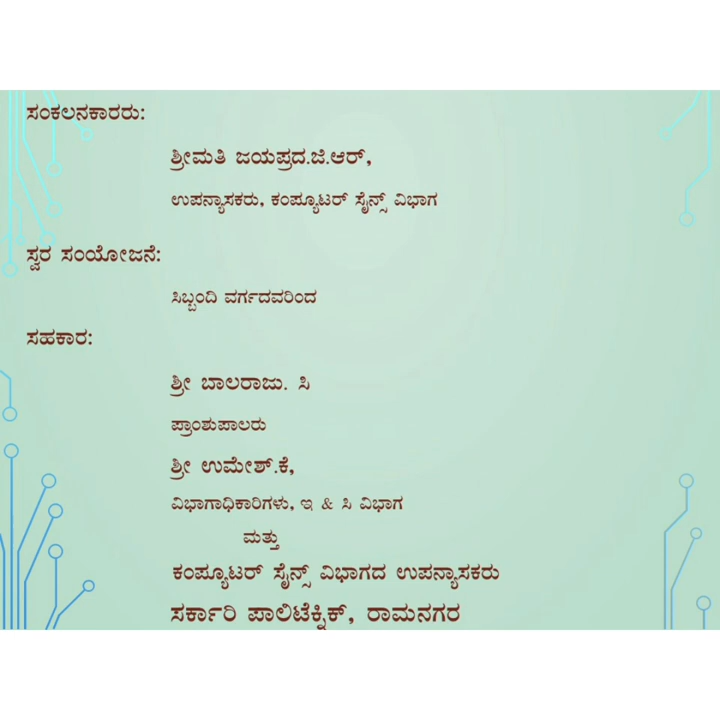 ಸಂಕಲನಕಾರರು:
ಶ್ರೀಮತಿ ಜಯಪ್ರದ.ಜಿ.ಆರ್,
ಉಪನ್ಯಾಸಕರು, ಕಂಪ್ಯೂಟರ್ ಸೈನ್ಸ್ ವಿಭಾಗ
ಸ್ವರ ಸಂಯೋಜನೆ:
ಸಿಬ್ಬಂದಿ ವರ್ಗದವರಿಂದ
ಸಹಕಾರ:
ಶ್ರೀ ಬಾಲರಾಜು. ಸಿ
ಪ್ರಾಂಶುಪಾಲರು
ಶ್ರೀ ಉಮೇಶ್.ಕೆ,
ವಿಭಾಗಾಧಿಕಾರಿಗಳು, ಇ & ಸಿ ವಿಭಾಗ
ಮತ್ತು
ಕಂಪ್ಯೂಟರ್ ಸೈನ್ಸ್ ವಿಭಾಗದ ಉಪನ್ಯಾಸಕರು
ಸರ್ಕಾರಿ ಪಾಲಿಟೆಕ್ನಿಕ್, ರಾಮನಗರ